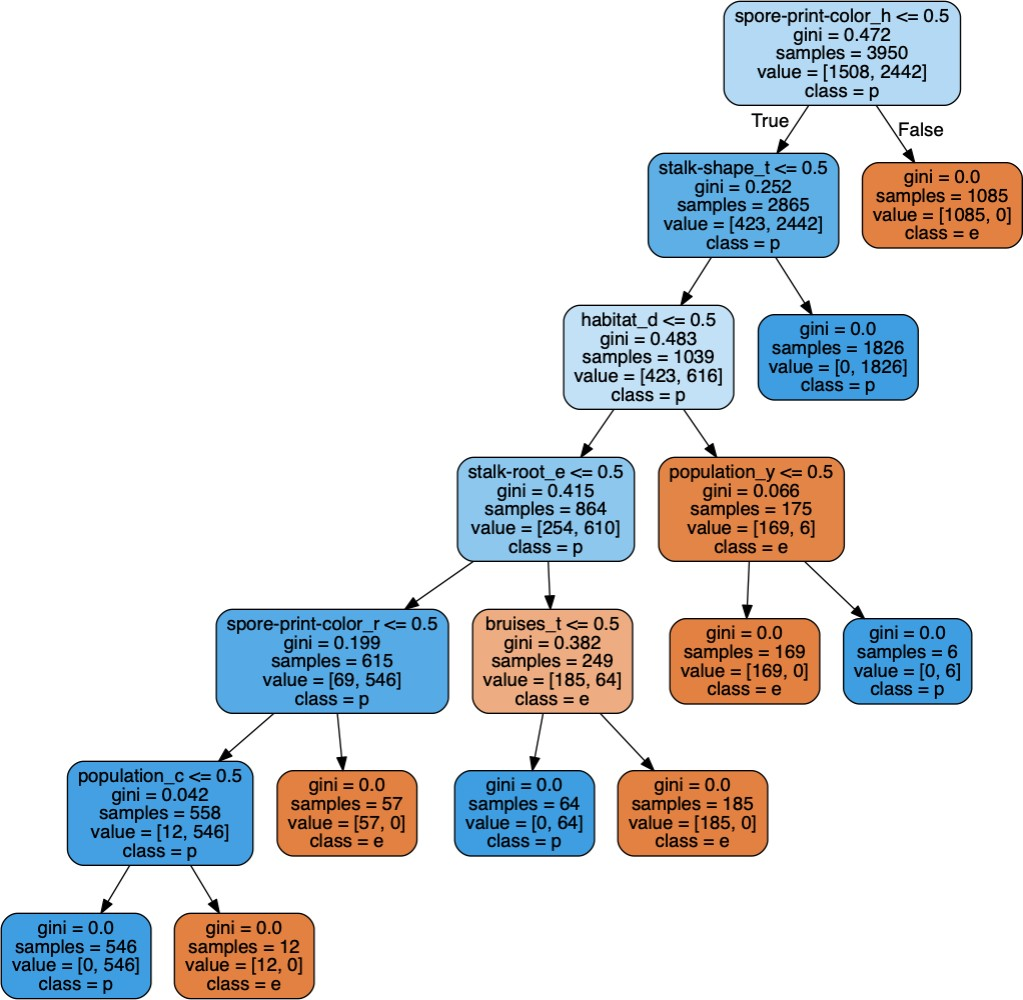 spore-print-color_h <= 0.5
gini = 0.472
samples = 3950
value = [1508, 2442]
class = p
True
False
stalk-shape_t <= 0.5
gini = 0.252
samples = 2865
value = [423, 2442]
class = p
gini = 0.0
samples = 1085
value = [1085, 0]
class = e
habitat_d <= 0.5
gini = 0.483
samples = 1039
value = [423, 616]
class = p
gini = 0.0
samples = 1826
value = [0, 1826]
class = p
stalk-root_e <= 0.5
gini = 0.415
samples = 864
value = [254, 610]
class = p
population_y <= 0.5
gini = 0.066
samples = 175
value = [169, 6]
class = e
spore-print-color_r <= 0.5
gini = 0.199
samples = 615
value = [69, 546]
class = p
bruises_t <= 0.5
gini = 0.382
samples = 249
value = [185, 64]
class = e
gini = 0.0
samples = 169
value = [169, 0]
class = e
gini = 0.0
samples = 6
value = [0, 6]
class = p
population_c <= 0.5
gini = 0.042
samples = 558
value = [12, 546]
class = p
gini = 0.0
samples = 57
value = [57, 0]
class = e
gini = 0.0
samples = 64
value = [0, 64]
class = p
gini = 0.0
samples = 185
value = [185, 0]
class = e
gini = 0.0
samples = 546
value = [0, 546]
class = p
gini = 0.0
samples = 12
value = [12, 0]
class = e